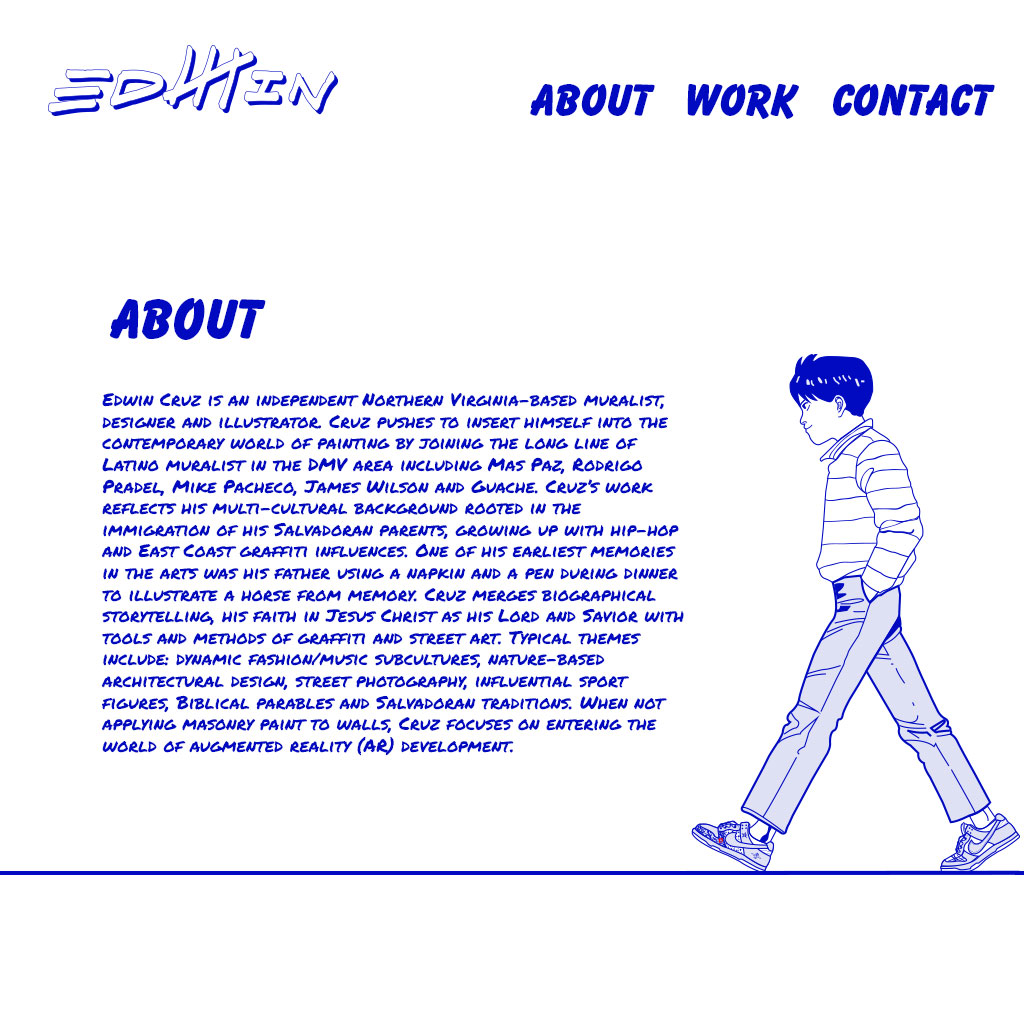 EDWIN
ABOUT WORK CONTACT
ABOUT
Edwin Cruz is an independent Northern Virginia-based muralist,
designer and illustrator. Cruz pushes to insert himself into the
contemporary world of painting by joining the long line of
Latino muralist in the DMV area including Mas Paz, Rodrigo
Pradel, Mike Pacheco, James Wilson and Guache. Cruz's work
reflects his multi-cultural background rooted in the
immigration of his Salvadoran parents, growing up with hip-hop
and East Coast graffiti influences. One of his earliest memories
in the arts was his father using a napkin and a pen during dinner
to illustrate a horse from memory. Cruz merges biographical
storytelling, his faith in Jesus Christ as his Lord and Savior with
tools and methods of graffiti and street art. Typical themes
include: dynamic fashion/music subcultures, nature-based
architectural design, street photography, influential sport
figures, Biblical parables and Salvadoran traditions. When not
applying masonry paint to walls, Cruz focuses on entering the
world of augmented reality (AR) development.